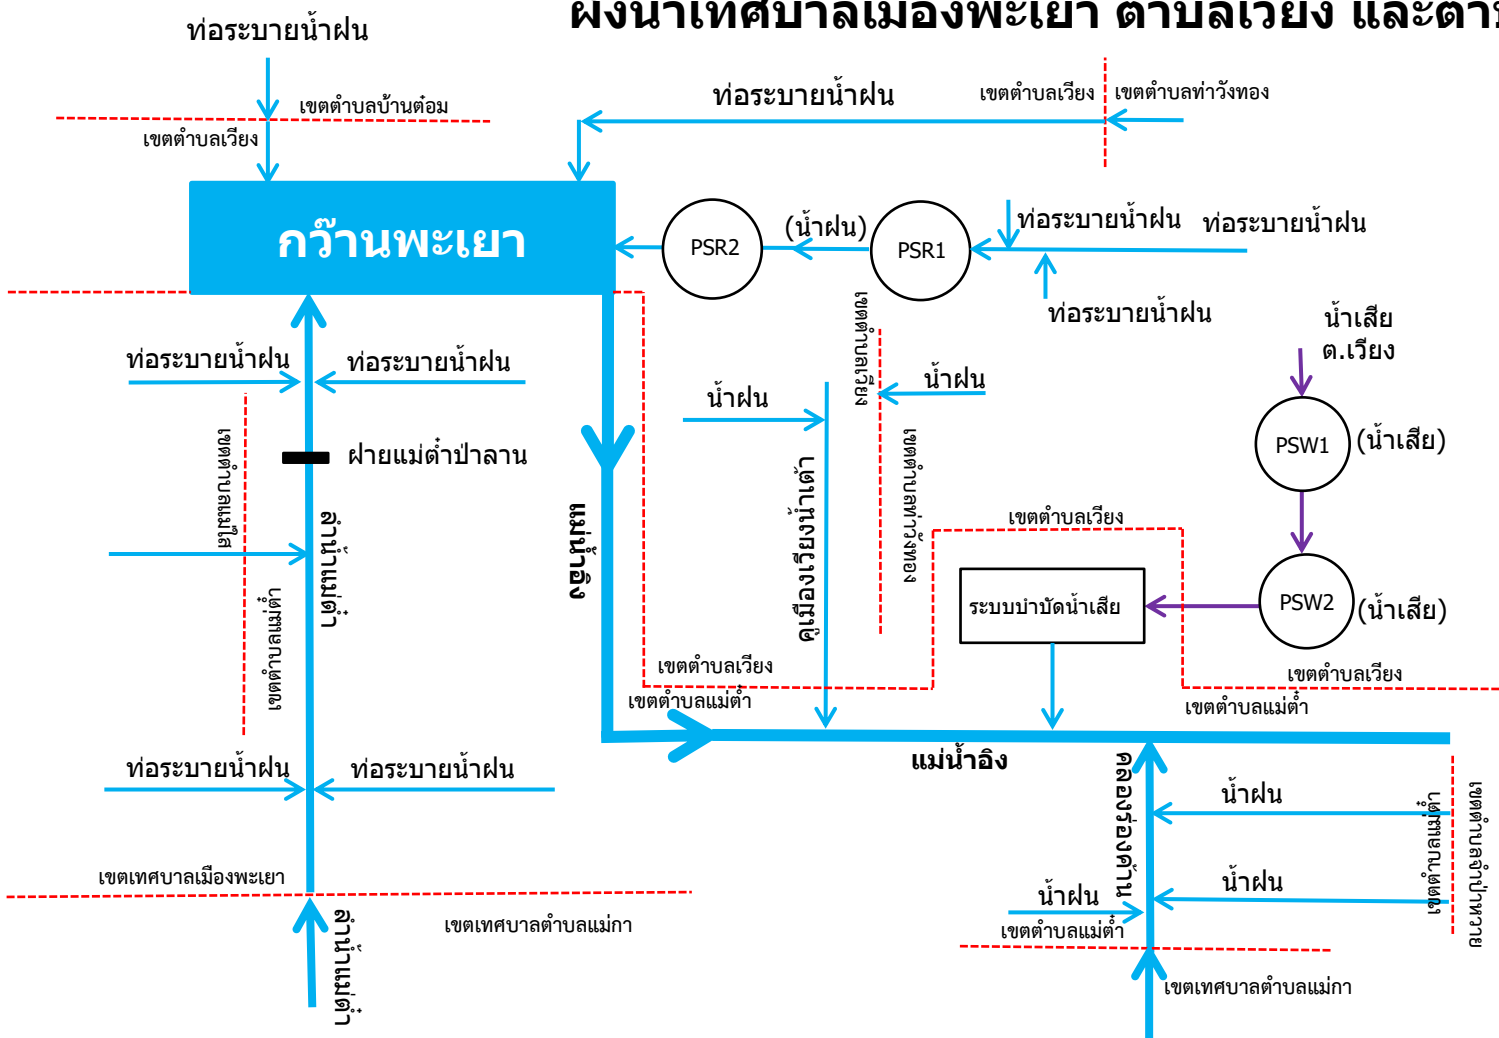 ผังน้ำเทศบาลเมืองพะเยา ตำบลเวียง และ
ท่อระบายน้ำฝน
เขตตำบลบ้านต๋อม
เขตตำบลเวียง
ท่อระบายน้ำฝน
เขตตำบลเวียง
เขตตำบลท่าวังทอง
กว๊านพะเยา
PSR2
(น้ำฝน)
PSR1
ท่อระบายน้ำฝน
ท่อระบายน้ำฝน
ท่อระบายน้ำฝน
น้ำเสีย
ต.เวียง
ท่อระบายน้ำฝน
ท่อระบายน้ำฝน
เขตตำบลเวียง
น้ำฝน
น้ำฝน
PSW1
(น้ำเสีย)
ฝายแม่ต๋ำป่าลาน
เขตตำบลแม่ใส
ลำน้ำแม่ต๋ำ
แม่น้ำอิง
คูเมืองเวียงน้ำเต้า
เขตตำบลท่าวังทอง
เขตตำบลเวียง
ระบบบำบัดน้ำเสีย
PSW2
(น้ำเสีย)
เขตตำบลแม่ต๋ำ
เขตตำบลเวียง
เขตตำบลแม่ต๋ำ
เขตตำบลเวียง
เขตตำบลแม่ต๋ำ
แม่น้ำอิง
ท่อระบายน้ำฝน
ท่อระบายน้ำฝน
คลองร่องค้าน
น้ำฝน
เขตตำบลแม่ต๋ำ
เขตตำบลจำป่าหวาย
น้ำฝน
น้ำฝน
เขตตำบลแม่ต๋ำ
เขตเทศบาลเมืองพะเยา
เขตเทศบาลตำบลแม่กา
ลำน้ำแม่ต๋ำ
เขตเทศบาลตำบลแม่กา